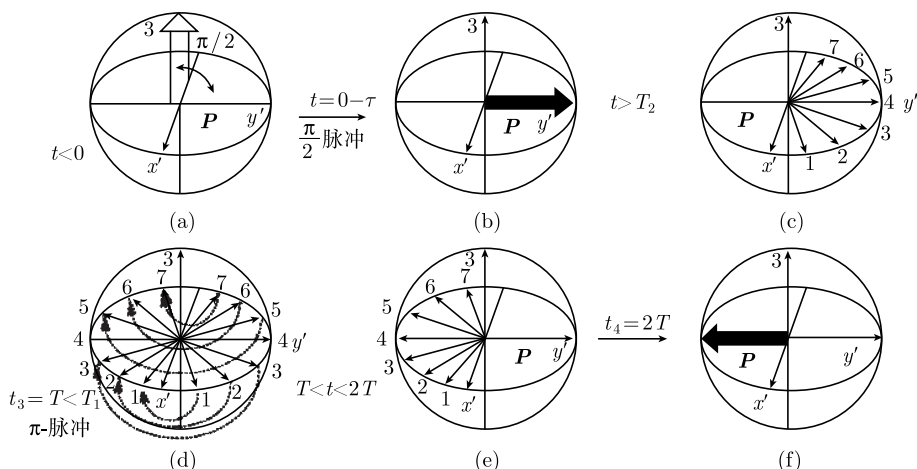 3
π/2
P
y′
x′
t<0
(a)
t=0−τ
π/2 脉冲
3
P
y′
x′
(b)
t>T₂
3
7
6
5
4 y′
3
2
1
x′
P
(c)
3
7
7
6
6
5
5
4
4 y′
3
3
2
2
1
1
x′
t₃=T<T₁
π-脉冲
(d)
T<t<2T
3
7
6
5
4
3
2
1
x′
P
y′
(e)
t₄=2T
3
P
y′
x′
(f)